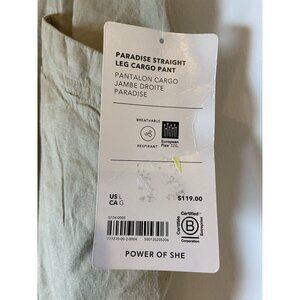 PARADISE STRAIGHT
LEG CARGO PANT
PANTALON CARGO
JAMBE DROITE
PARADISE
BREATHABLE
RESPIRANT
European
Flax
US L
CA G
$119.00
Certified
B
Corporation
POWER OF SHE